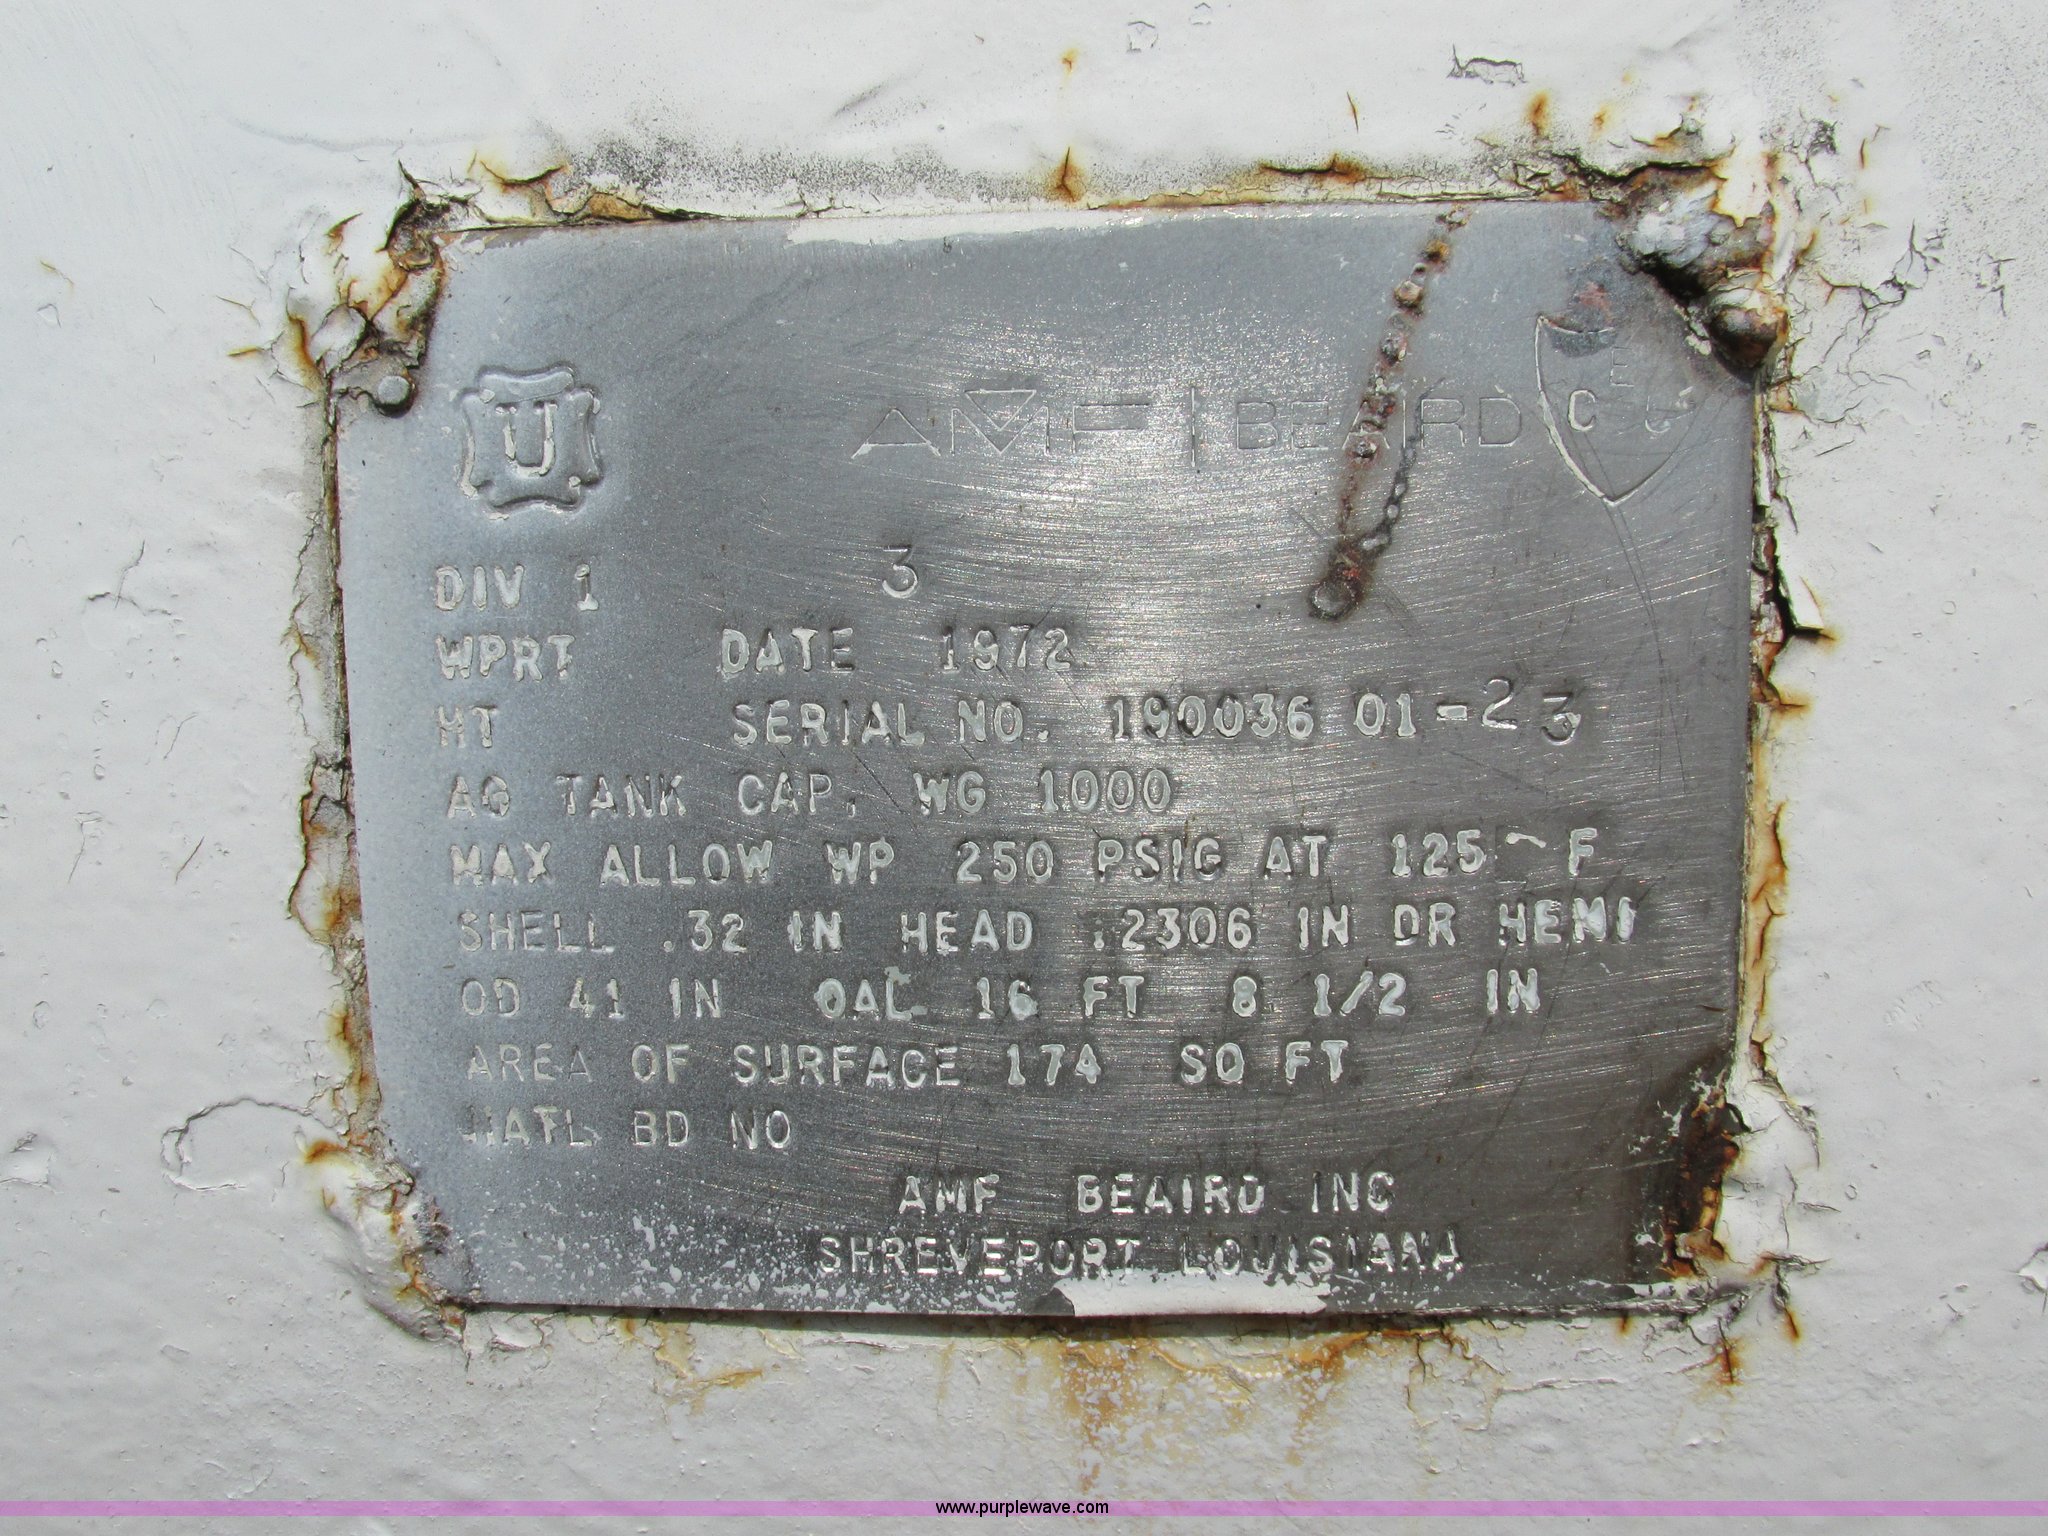 U AMF | BEAIRD C E
DIV 1 3
WPRT DATE 1972
HT SERIAL NO. 190036 01-23
AG TANK CAP. WG 1000
MAX ALLOW WP 250 PSIG AT 125 F
SHELL .32 IN HEAD .2306 IN DR HEMI
OD 41 IN OAL 16 FT 8 1/2 IN
AREA OF SURFACE 174 SQ FT
NATL BD NO
AMF BEAIRD INC
SHREVEPORT LOUISIANA
www.purplewave.com